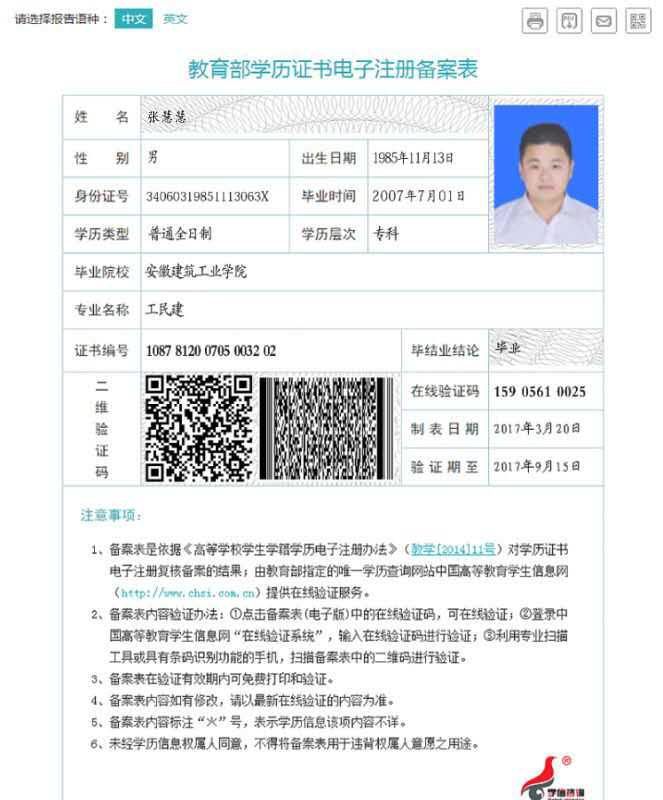 请选择报告语种： 中文 英文
教育部学历证书电子注册备案表
姓 名 张慧慧
性 别 男 出生日期 1985年11月13日
身份证号 34060319851113063X 毕业时间 2007年7月01日
学历类型 普通全日制 学历层次 专科
毕业院校 安徽建筑工业学院
专业名称 工民建
证书编号 1087 8120 0705 0032 02 毕结业结论 毕业
二维验证码 在线验证码 159 0561 0025
制表日期 2017年3月20日
验证期至 2017年9月15日
注意事项：
1、备案表是依据《高等学校学生学籍学历电子注册办法》（教学[2014]11号）对学历证书
电子注册复核备案的结果；由教育部指定的唯一学历查询网站中国高等教育学生信息网
（http://www.chsi.com.cn）提供在线验证服务。
2、备案表内容验证办法：①点击备案表(电子版)中的在线验证码，可在线验证；②登录中
国高等教育学生信息网“在线验证系统”，输入在线验证码进行验证；③利用专业扫描
工具或具有条码识别功能的手机，扫描备案表中的二维码进行验证。
3、备案表在验证有效期内可免费打印和验证。
4、备案表内容如有修改，请以最新在线验证的内容为准。
5、备案表内容标注“火”号，表示学历信息该项内容不详。
6、未经学历信息权属人同意，不得将备案表用于违背权属人意愿之用途。
学信咨询